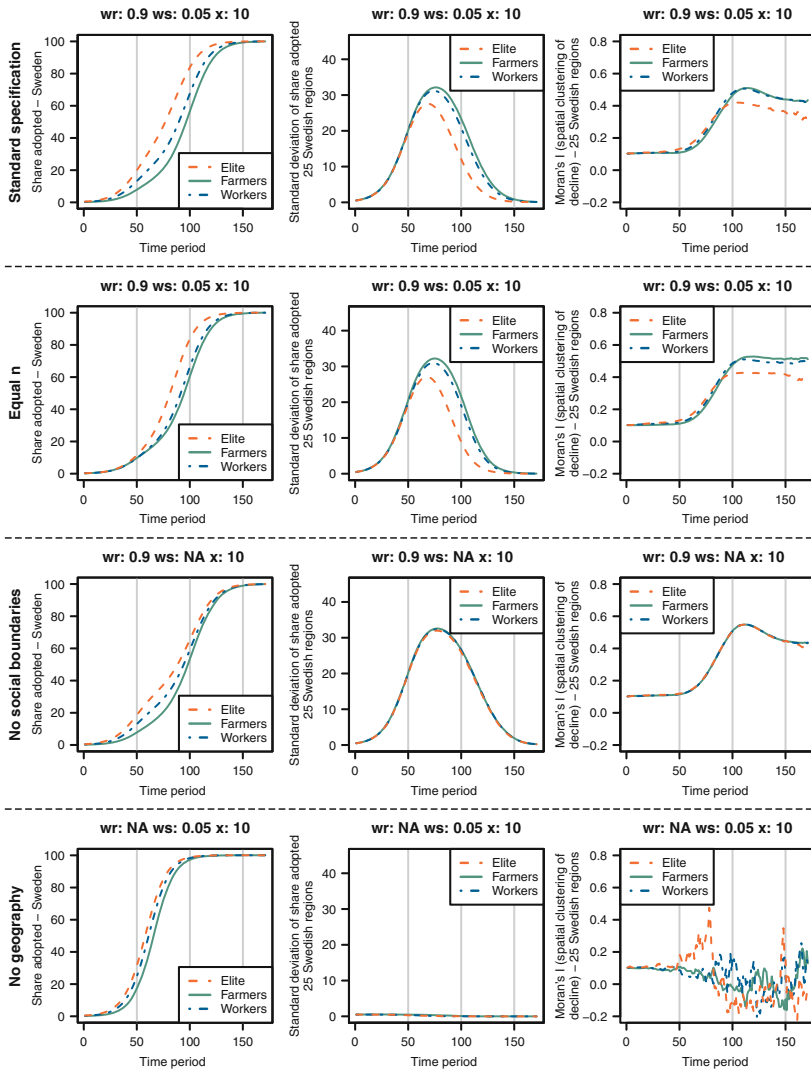 wr: 0.9 ws: 0.05 x: 10
wr: 0.9 ws: 0.05 x: 10
wr: 0.9 ws: 0.05 x: 10
Standard specification
Share adopted – Sweden
100
80
60
40
20
0
Elite
Farmers
Workers
0 50 100 150
Time period
Standard deviation of share adopted
25 Swedish regions
40
30
20
10
0
Elite
Farmers
Workers
0 50 100 150
Time period
Moran's I (spatial clustering of
decline) – 25 Swedish regions
0.8
0.6
0.4
0.2
0.0
−0.2
Elite
Farmers
Workers
0 50 100 150
Time period
wr: 0.9 ws: 0.05 x: 10
wr: 0.9 ws: 0.05 x: 10
wr: 0.9 ws: 0.05 x: 10
Equal n
Share adopted – Sweden
100
80
60
40
20
0
Elite
Farmers
Workers
0 50 100 150
Time period
Standard deviation of share adopted
25 Swedish regions
40
30
20
10
0
Elite
Farmers
Workers
0 50 100 150
Time period
Moran's I (spatial clustering of
decline) – 25 Swedish regions
0.8
0.6
0.4
0.2
0.0
−0.2
Elite
Farmers
Workers
0 50 100 150
Time period
wr: 0.9 ws: NA x: 10
wr: 0.9 ws: NA x: 10
wr: 0.9 ws: NA x: 10
No social boundaries
Share adopted – Sweden
100
80
60
40
20
0
Elite
Farmers
Workers
0 50 100 150
Time period
Standard deviation of share adopted
25 Swedish regions
40
30
20
10
0
Elite
Farmers
Workers
0 50 100 150
Time period
Moran's I (spatial clustering of
decline) – 25 Swedish regions
0.8
0.6
0.4
0.2
0.0
−0.2
Elite
Farmers
Workers
0 50 100 150
Time period
wr: NA ws: 0.05 x: 10
wr: NA ws: 0.05 x: 10
wr: NA ws: 0.05 x: 10
No geography
Share adopted – Sweden
100
80
60
40
20
0
Elite
Farmers
Workers
0 50 100 150
Time period
Standard deviation of share adopted
25 Swedish regions
40
30
20
10
0
Elite
Farmers
Workers
0 50 100 150
Time period
Moran's I (spatial clustering of
decline) – 25 Swedish regions
0.8
0.6
0.4
0.2
0.0
−0.2
Elite
Farmers
Workers
0 50 100 150
Time period